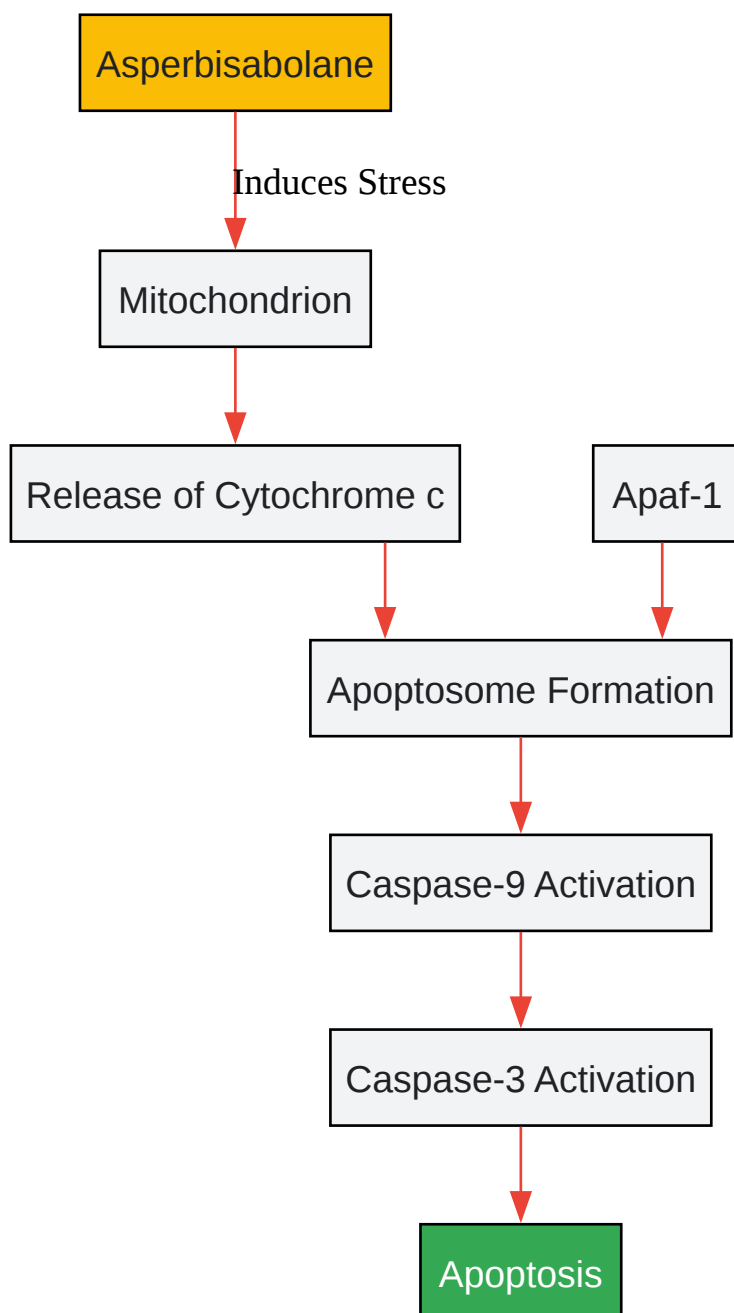 Asperbisabolane
Induces Stress
Mitochondrion
Release of Cytochrome c
Apaf-1
Apoptosome Formation
Caspase-9 Activation
Caspase-3 Activation
Apoptosis